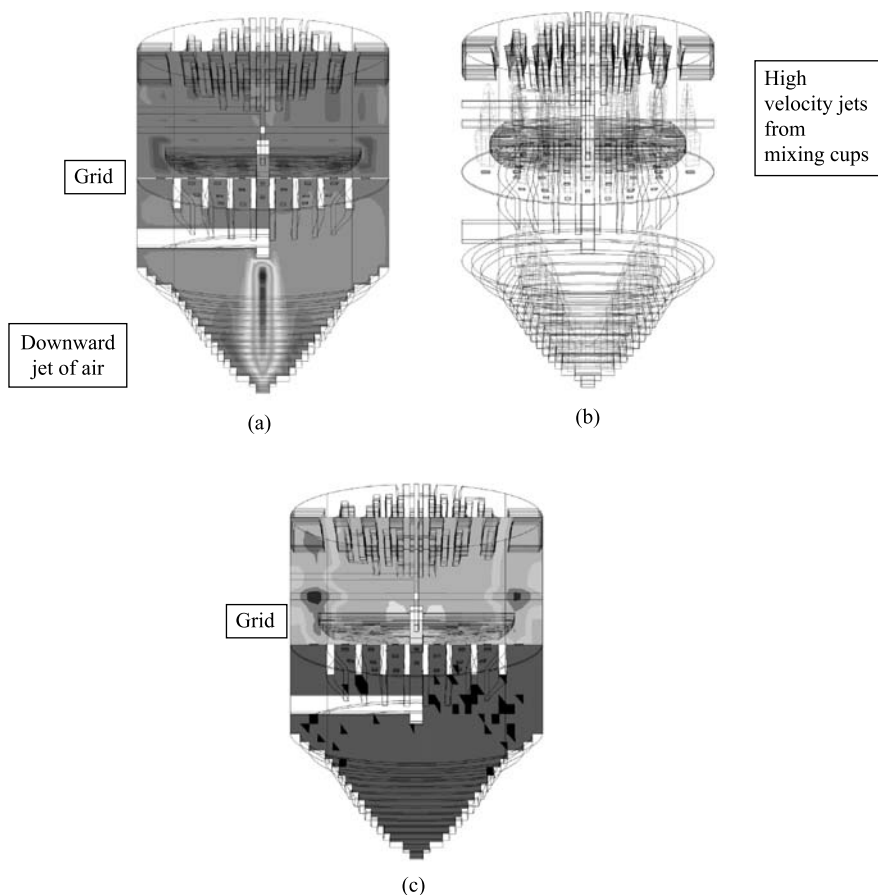 High
velocity jets
from
mixing cups
Grid
Downward
jet of air
(a)
(b)
Grid
(c)